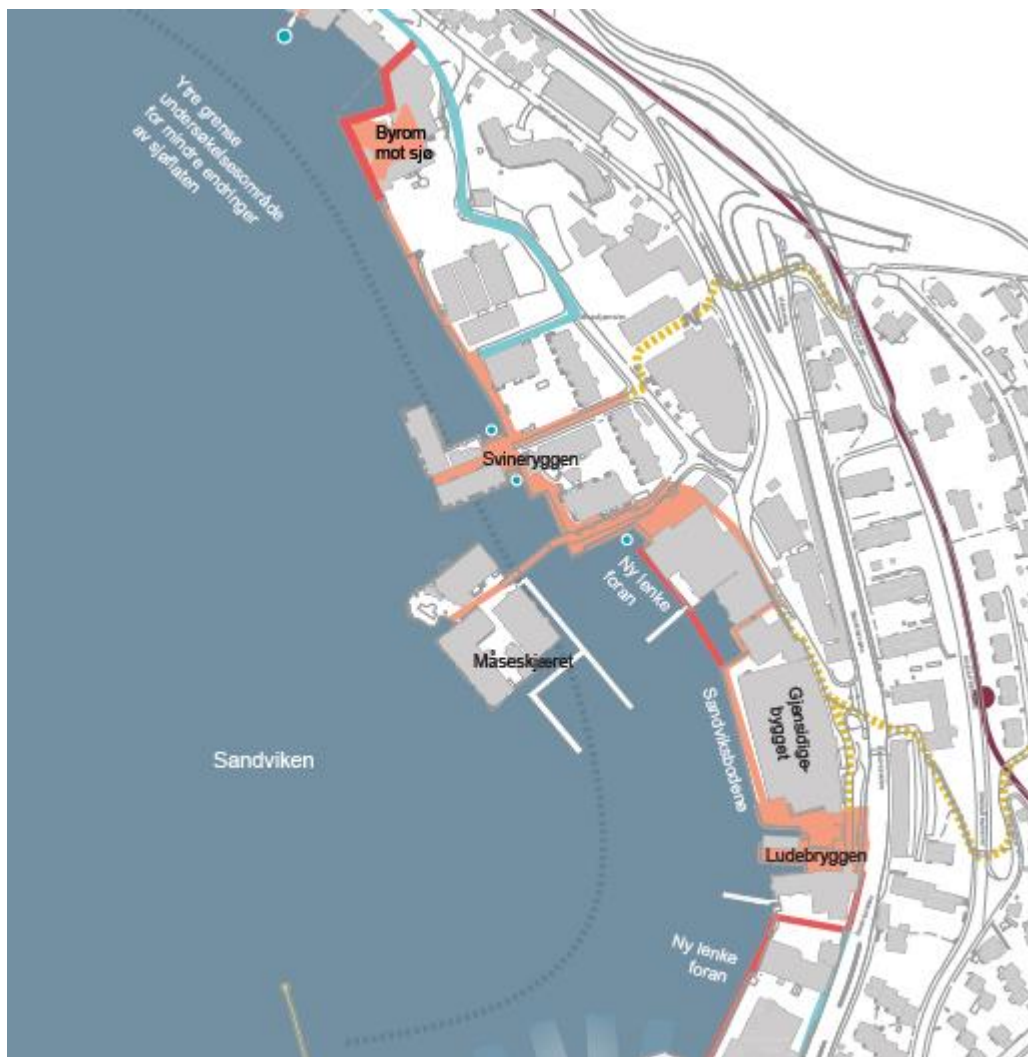 Ytre grense
undersøkelsesområde
for mindre endringer
av sjøflaten
Byrom
mot sjø
Svineryggen
Ny lenke
foran
Måseskjæret
Sandviksbodene
Gjensidige-
bygget
Sandviken
Ludebryggen
Ny lenke
foran